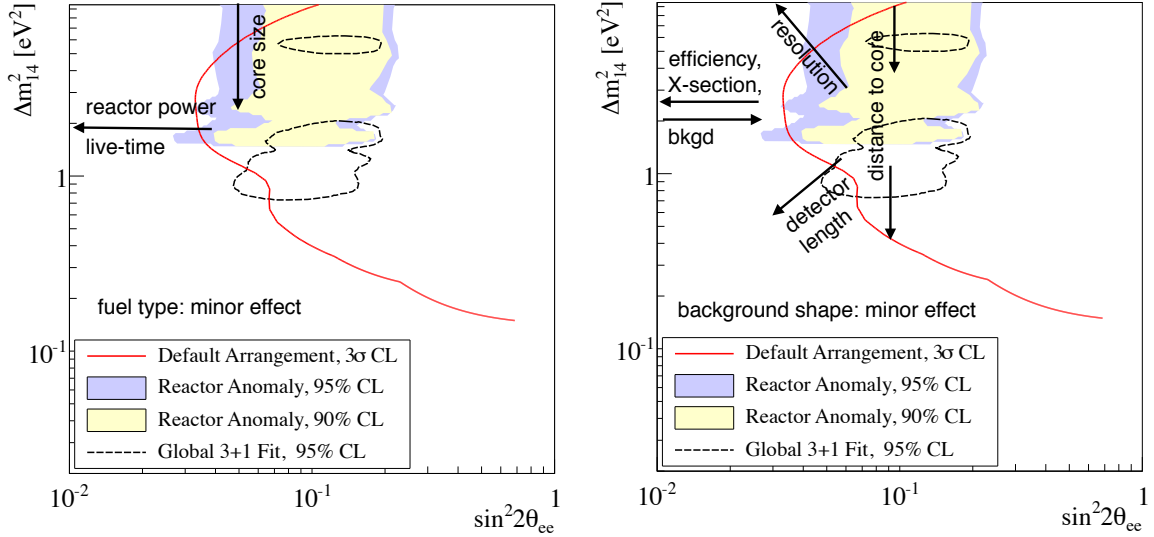 Δm²₁₄ [eV²]
core size
reactor power
live-time
1
fuel type: minor effect
10⁻¹
Default Arrangement, 3σ CL
Reactor Anomaly, 95% CL
Reactor Anomaly, 90% CL
Global 3+1 Fit, 95% CL
10⁻²
10⁻¹
1
sin²2θee
Δm²₁₄ [eV²]
resolution
efficiency,
X-section,
bkgd
distance to core
1
detector
length
background shape: minor effect
10⁻¹
Default Arrangement, 3σ CL
Reactor Anomaly, 95% CL
Reactor Anomaly, 90% CL
Global 3+1 Fit, 95% CL
10⁻²
10⁻¹
1
sin²2θee